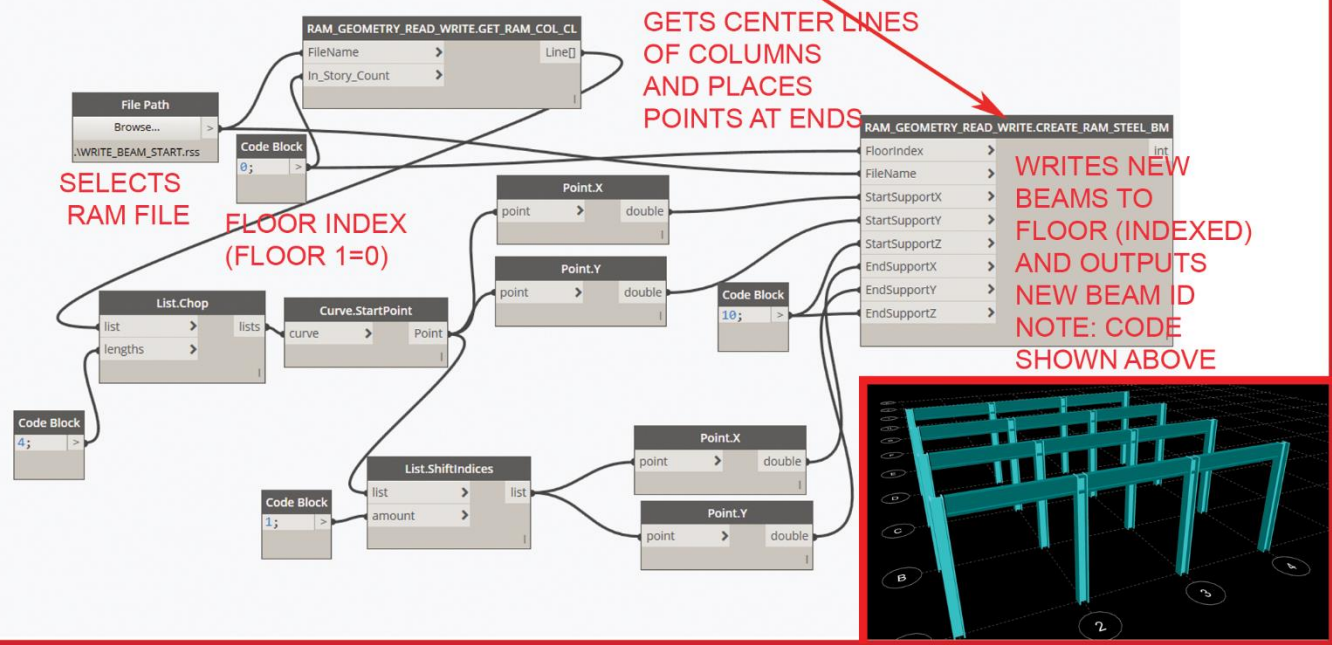 RAM_GEOMETRY_READ_WRITE.GET_RAM_COL_CL
FileName >
Line[]
In_Story_Count >
GETS CENTER LINES
OF COLUMNS
AND PLACES
POINTS AT ENDS
File Path
Browse... >
.\WRITE_BEAM_START.rss
SELECTS
RAM FILE
Code Block
0; >
FLOOR INDEX
(FLOOR 1=0)
RAM_GEOMETRY_READ_WRITE.CREATE_RAM_STEEL_BM
FloorIndex >
int
FileName >
StartSupportX >
StartSupportY >
StartSupportZ >
EndSupportX >
EndSupportY >
EndSupportZ >
WRITES NEW
BEAMS TO
FLOOR (INDEXED)
AND OUTPUTS
NEW BEAM ID
NOTE: CODE
SHOWN ABOVE
Point.X
point > double
Point.Y
point > double
Code Block
10; >
List.Chop
list > lists
lengths >
Curve.StartPoint
curve > Point
Code Block
4; >
List.ShiftIndices
list > list
amount >
Code Block
1; >
Point.X
point > double
Point.Y
point > double
D
C
B
2
3
4